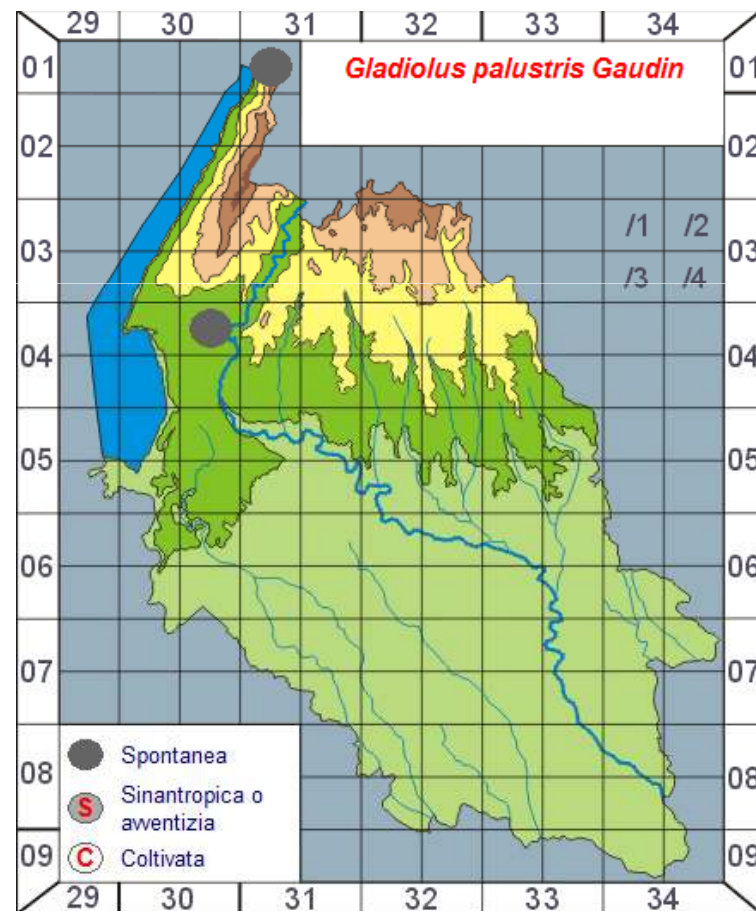 29 30 31 32 33 34
01 Gladiolus palustris Gaudin 01
02 02
/1 /2
03 03
/3 /4
04 04
05 05
06 06
07 07
Spontanea
08 08
S Sinantropica o
avventizia
C Coltivata
09 09
29 30 31 32 33 34